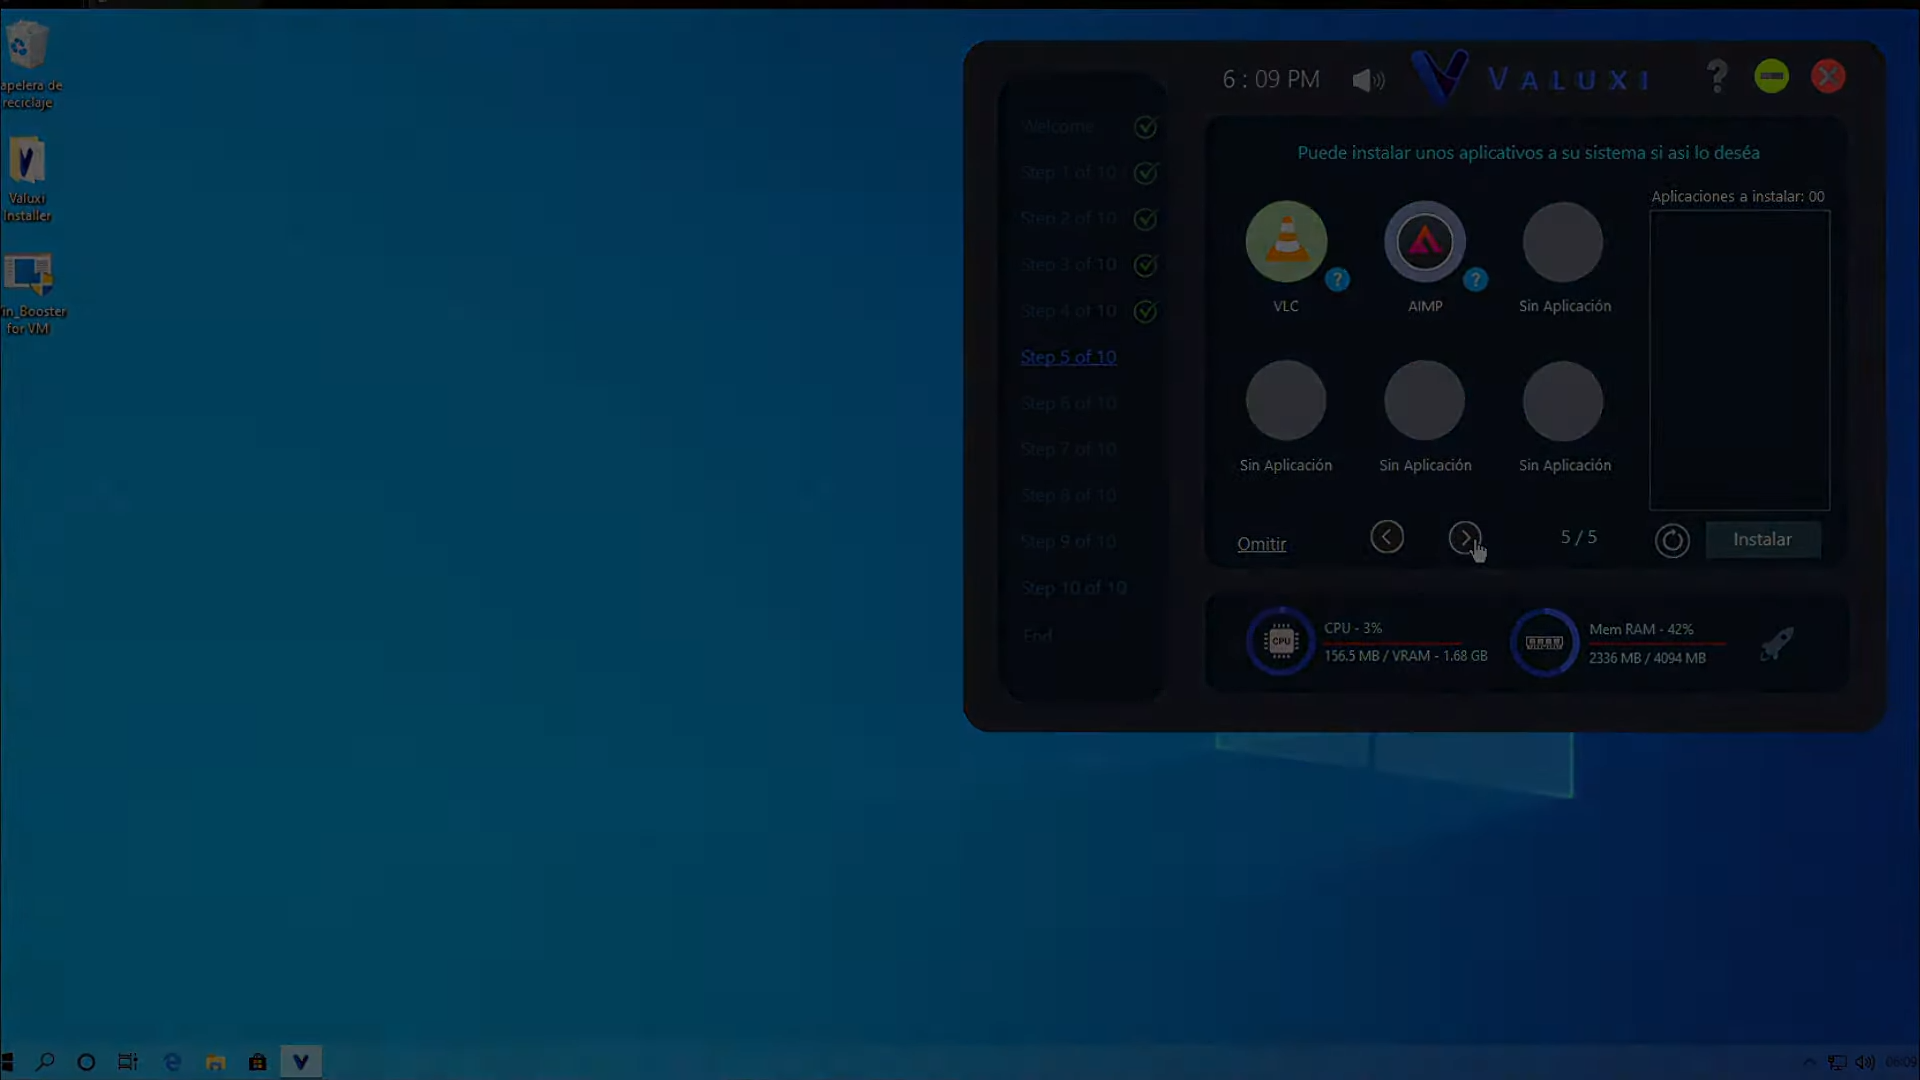 apelera de
reciclaje
Valuxi
Installer
in_Booster
for VM
6 : 09 PM
VALUXI
Welcome
Step 1 of 10
Step 2 of 10
Step 3 of 10
Step 4 of 10
Step 5 of 10
Step 6 of 10
Step 7 of 10
Step 8 of 10
Step 9 of 10
Step 10 of 10
End
Puede instalar unos aplicativos a su sistema si asi lo deséa
Aplicaciones a instalar: 00
VLC
AIMP
Sin Aplicación
Sin Aplicación
Sin Aplicación
Sin Aplicación
Omitir
5 / 5
Instalar
CPU
CPU - 3%
156.5 MB / VRAM - 1.68 GB
Mem RAM - 42%
2336 MB / 4094 MB
06:09